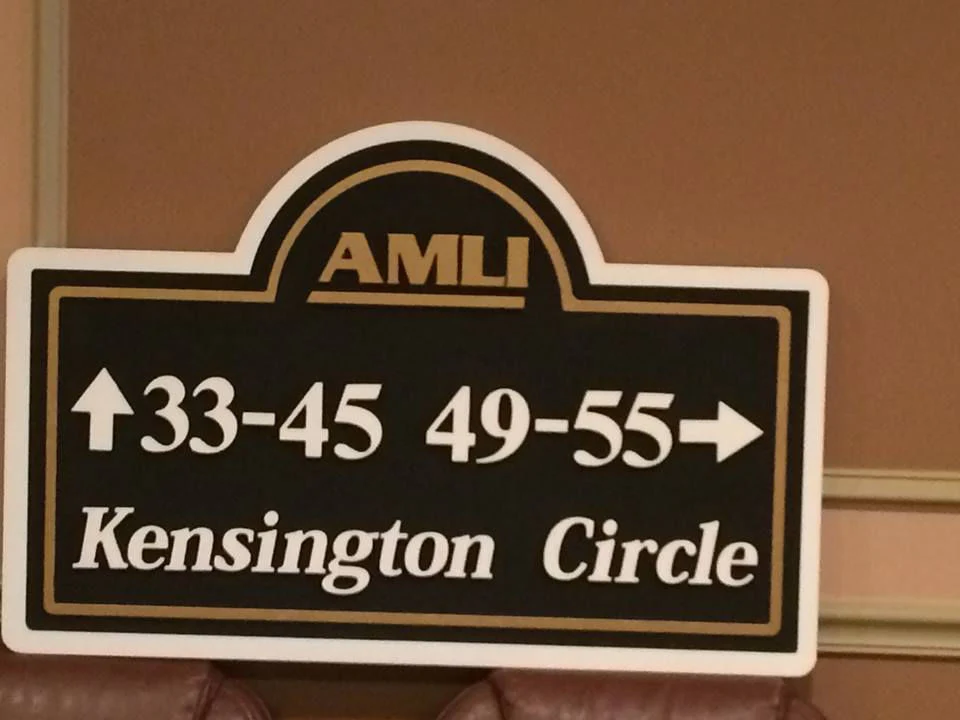 AMLI
↑33-45 49-55→
Kensington Circle